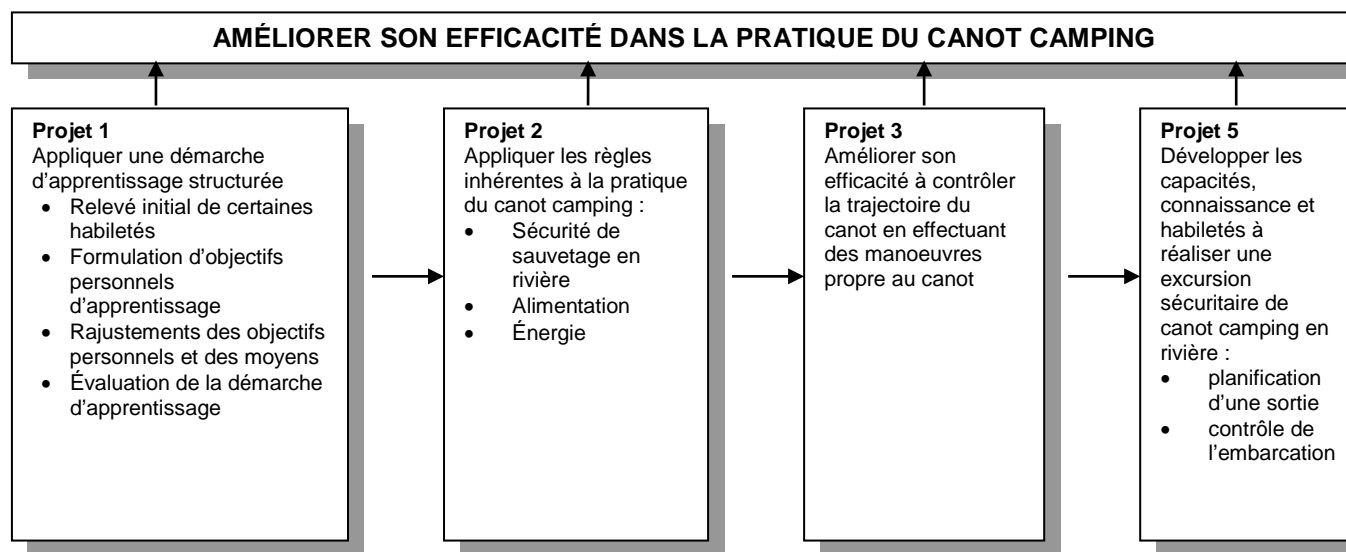 AMÉLIORER SON EFFICACITÉ DANS LA PRATIQUE DU CANOT CAMPING
Projet 1
Appliquer une démarche
d'apprentissage structurée
• Relevé initial de certaines
habiletés
• Formulation d'objectifs
personnels
d'apprentissage
• Rajustements des objectifs
personnels et des moyens
• Évaluation de la démarche
d'apprentissage
Projet 2
Appliquer les règles
inhérentes à la pratique
du canot camping :
• Sécurité de
sauvetage en
rivière
• Alimentation
• Énergie
Projet 3
Améliorer son
efficacité à contrôler
la trajectoire du
canot en effectuant
des manoeuvres
propre au canot
Projet 5
Développer les
capacités,
connaissance et
habiletés à
réaliser une
excursion
sécuritaire de
canot camping en
rivière :
• planification
d'une sortie
• contrôle de
l'embarcation